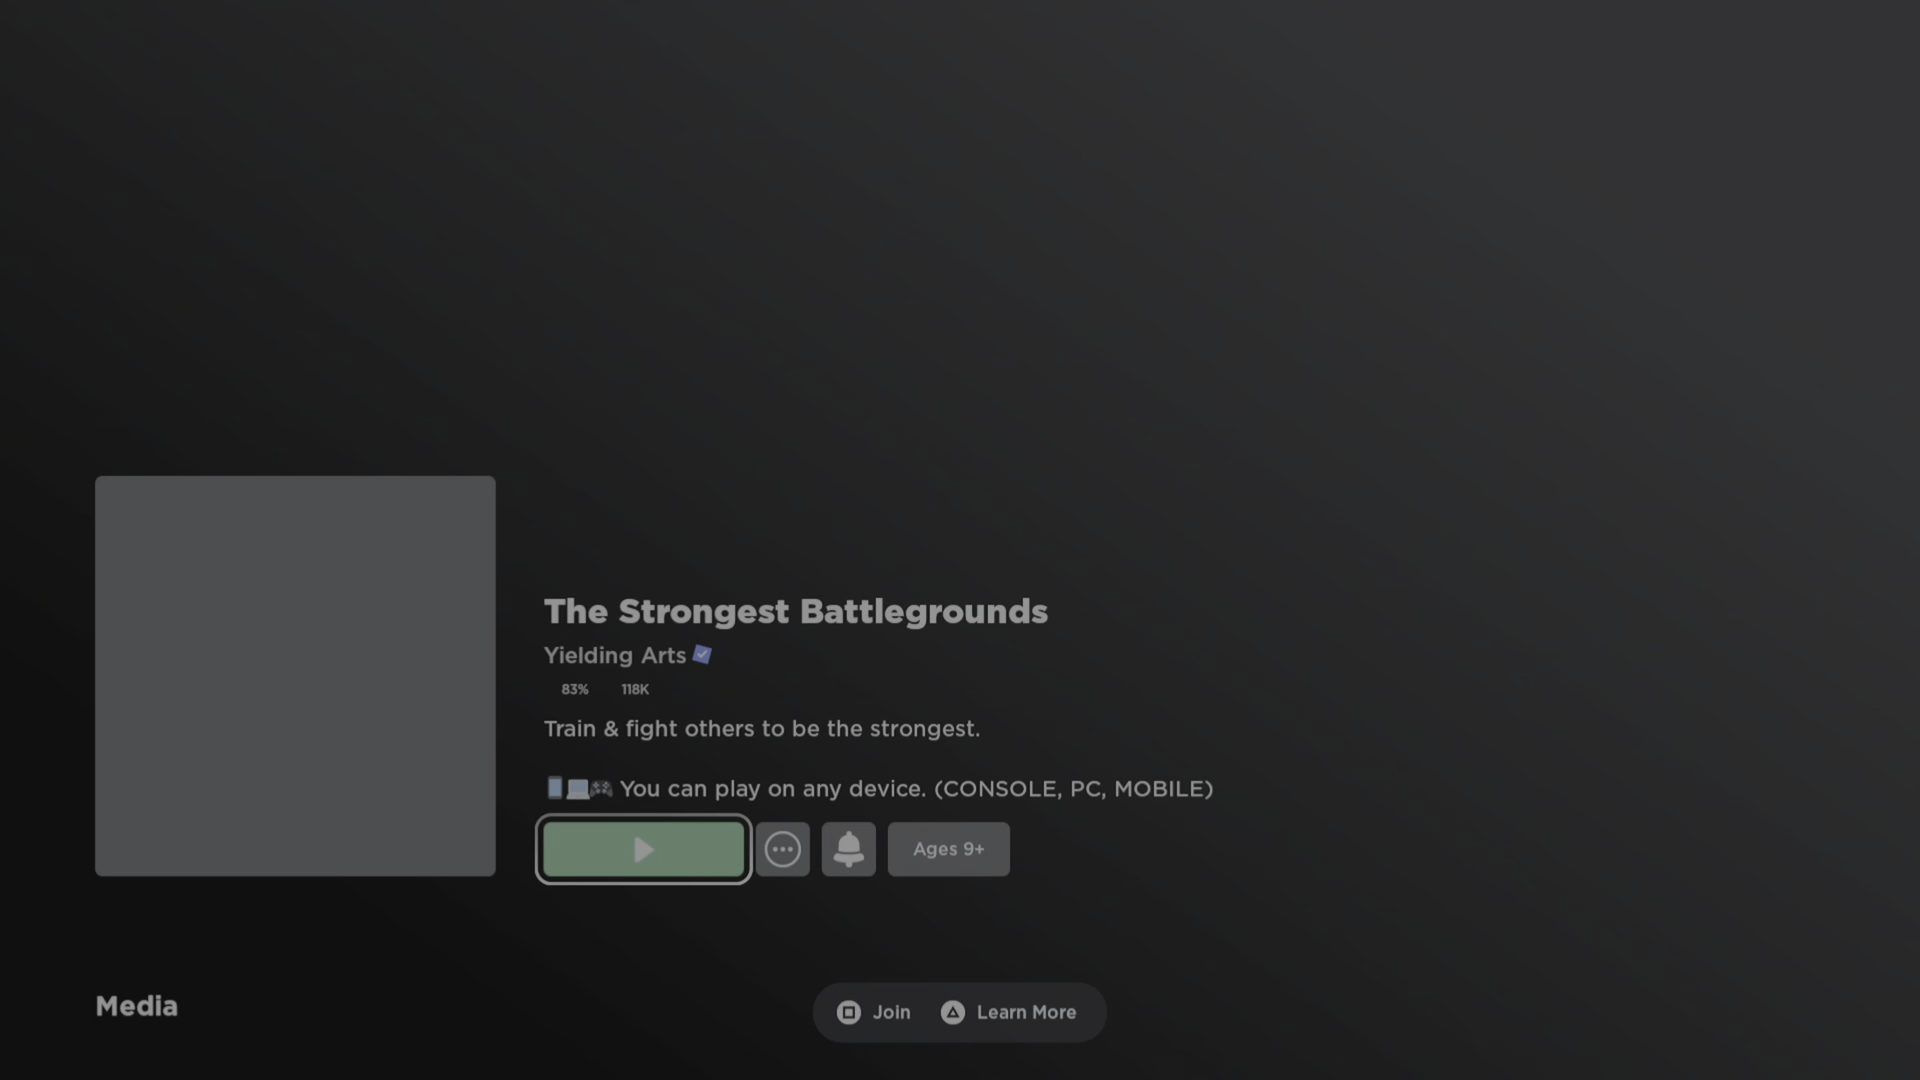 The Strongest Battlegrounds
Yielding Arts
83% 118K
Train & fight others to be the strongest.
📱💻🎮 You can play on any device. (CONSOLE, PC, MOBILE)
Ages 9+
Media
Join Learn More